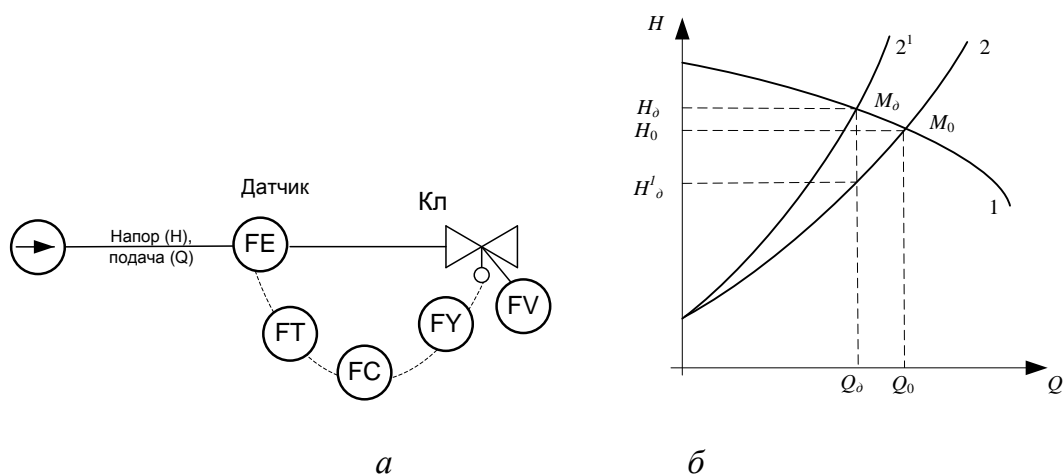 Датчик
Кл
Напор (H),
подача (Q)
FE
FT
FC
FY
FV
а
H
2¹
2
H∂
H₀
H¹∂
M∂
M₀
1
Q∂
Q₀
Q
б